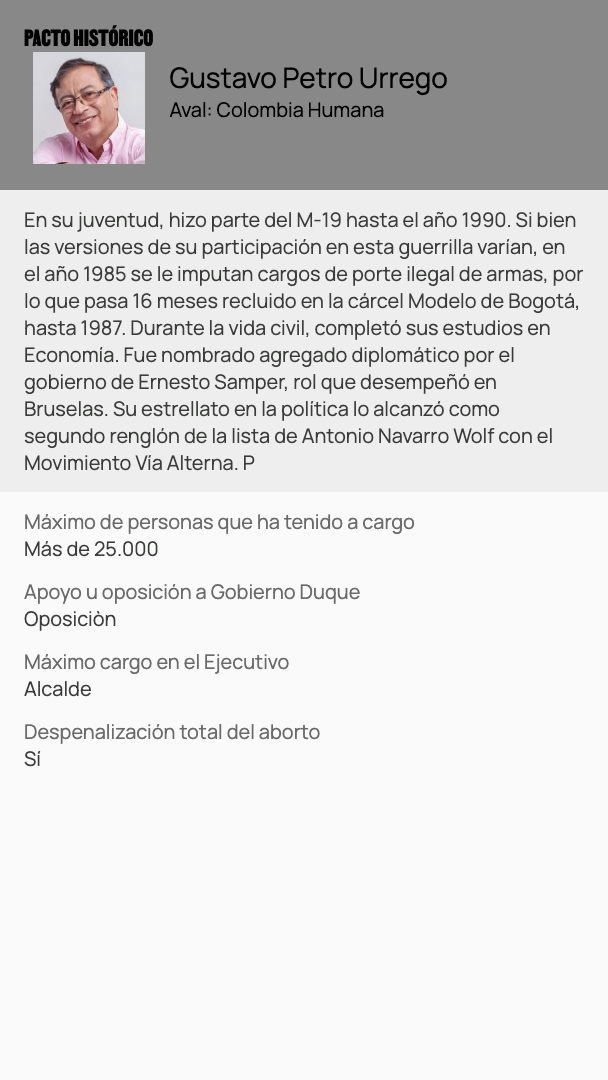 PACTO HISTÓRICO
Gustavo Petro Urrego
Aval: Colombia Humana
En su juventud, hizo parte del M-19 hasta el año 1990. Si bien
las versiones de su participación en esta guerrilla varían, en
el año 1985 se le imputan cargos de porte ilegal de armas, por
lo que pasa 16 meses recluido en la cárcel Modelo de Bogotá,
hasta 1987. Durante la vida civil, completó sus estudios en
Economía. Fue nombrado agregado diplomático por el
gobierno de Ernesto Samper, rol que desempeñó en
Bruselas. Su estrellato en la política lo alcanzó como
segundo renglón de la lista de Antonio Navarro Wolf con el
Movimiento Vía Alterna. P
Máximo de personas que ha tenido a cargo
Más de 25.000
Apoyo u oposición a Gobierno Duque
Oposiciòn
Máximo cargo en el Ejecutivo
Alcalde
Despenalización total del aborto
Sí